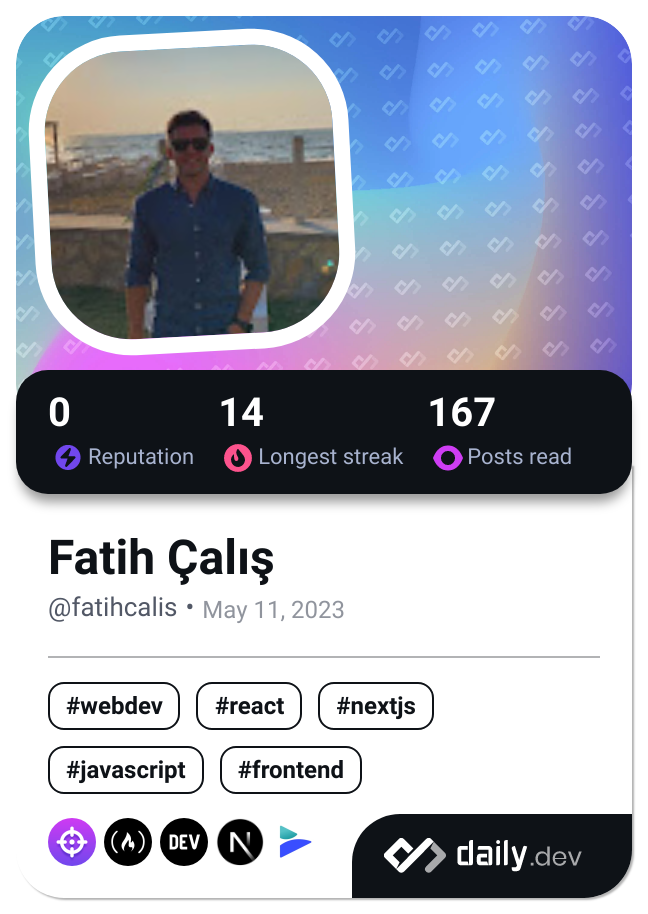 0 14 167
Reputation Longest streak Posts read
Fatih Çalış
@fatihcalis • May 11, 2023
#webdev #react #nextjs
#javascript #frontend
DEV N daily.dev